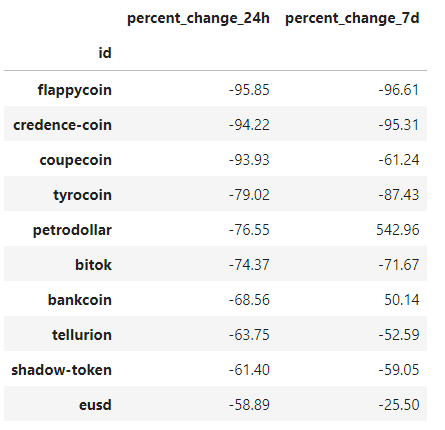 percent_change_24h percent_change_7d
id
flappycoin -95.85 -96.61
credence-coin -94.22 -95.31
coupecoin -93.93 -61.24
tyrocoin -79.02 -87.43
petrodollar -76.55 542.96
bitok -74.37 -71.67
bankcoin -68.56 50.14
tellurion -63.75 -52.59
shadow-token -61.40 -59.05
eusd -58.89 -25.50